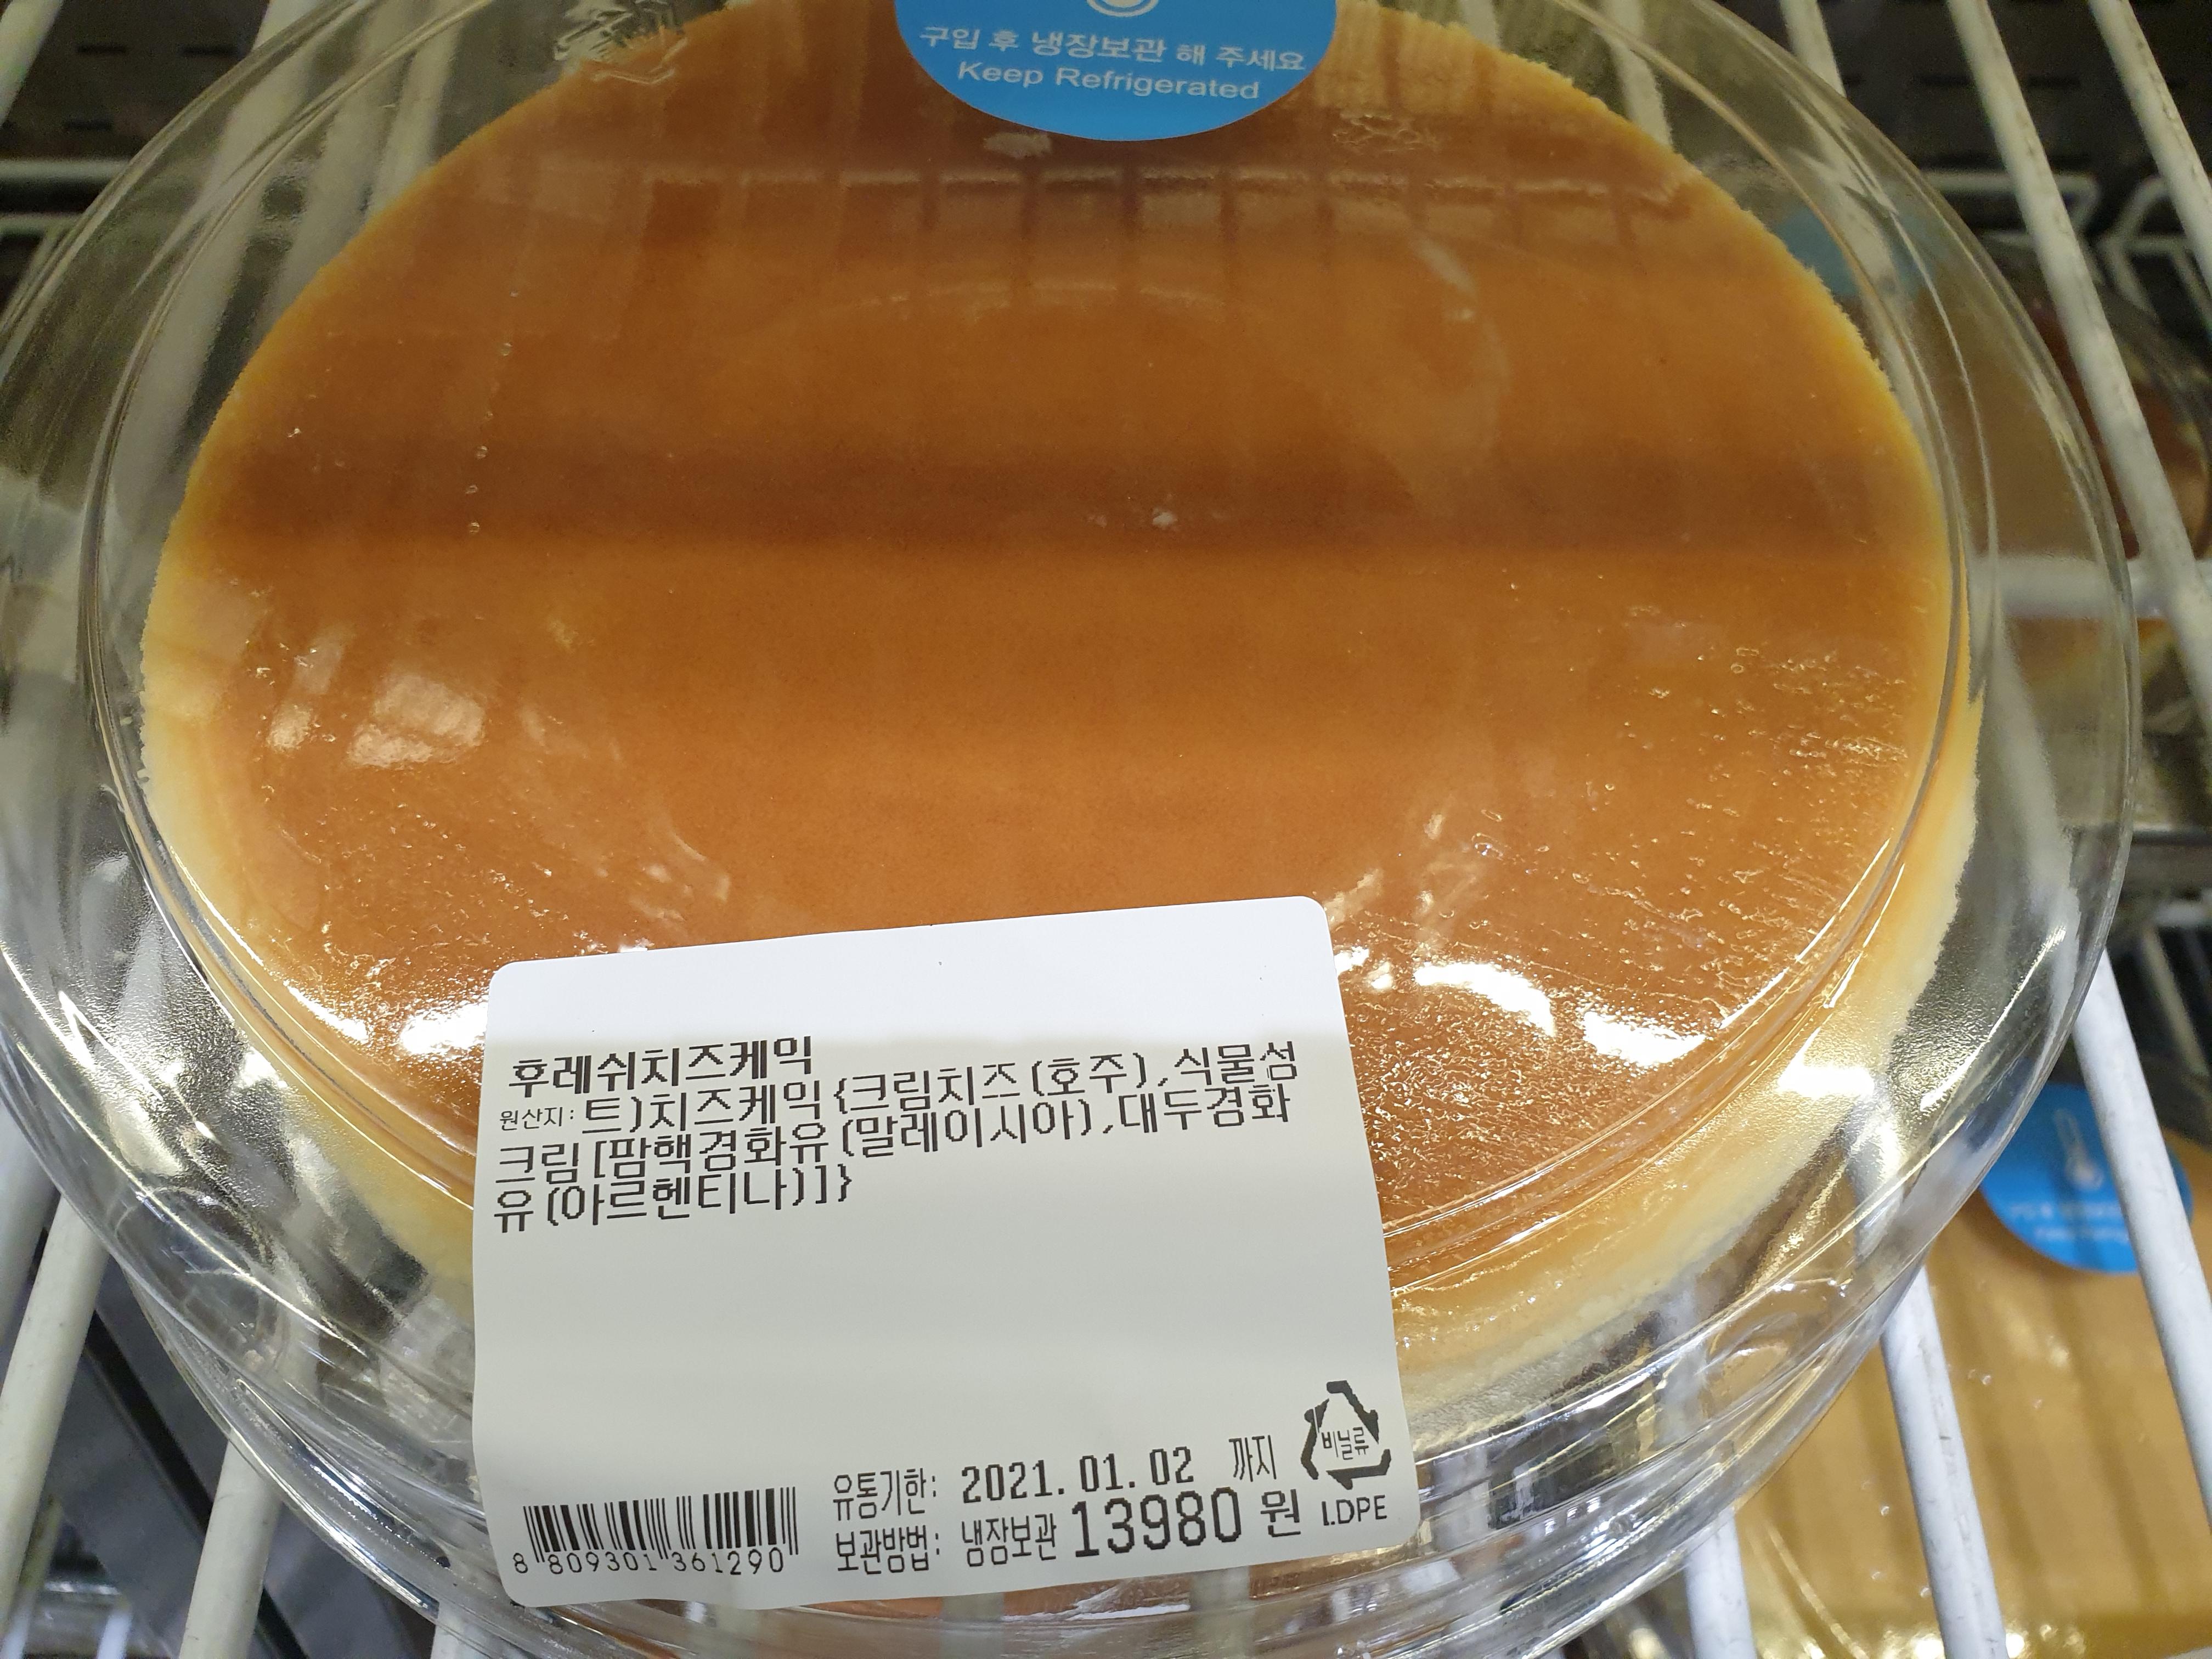 구입 후 냉장보관 해 주세요
Keep Refrigerated
후레쉬치즈케익
원산지: 트)치즈케익{크림치즈(호주),식물성
크림[팜핵경화유(말레이시아),대두경화
유(아르헨티나)]}
비닐류
LDPE
유통기한: 2021.01.02 까지
보관방법: 냉장보관 13980 원
8 809301 361290